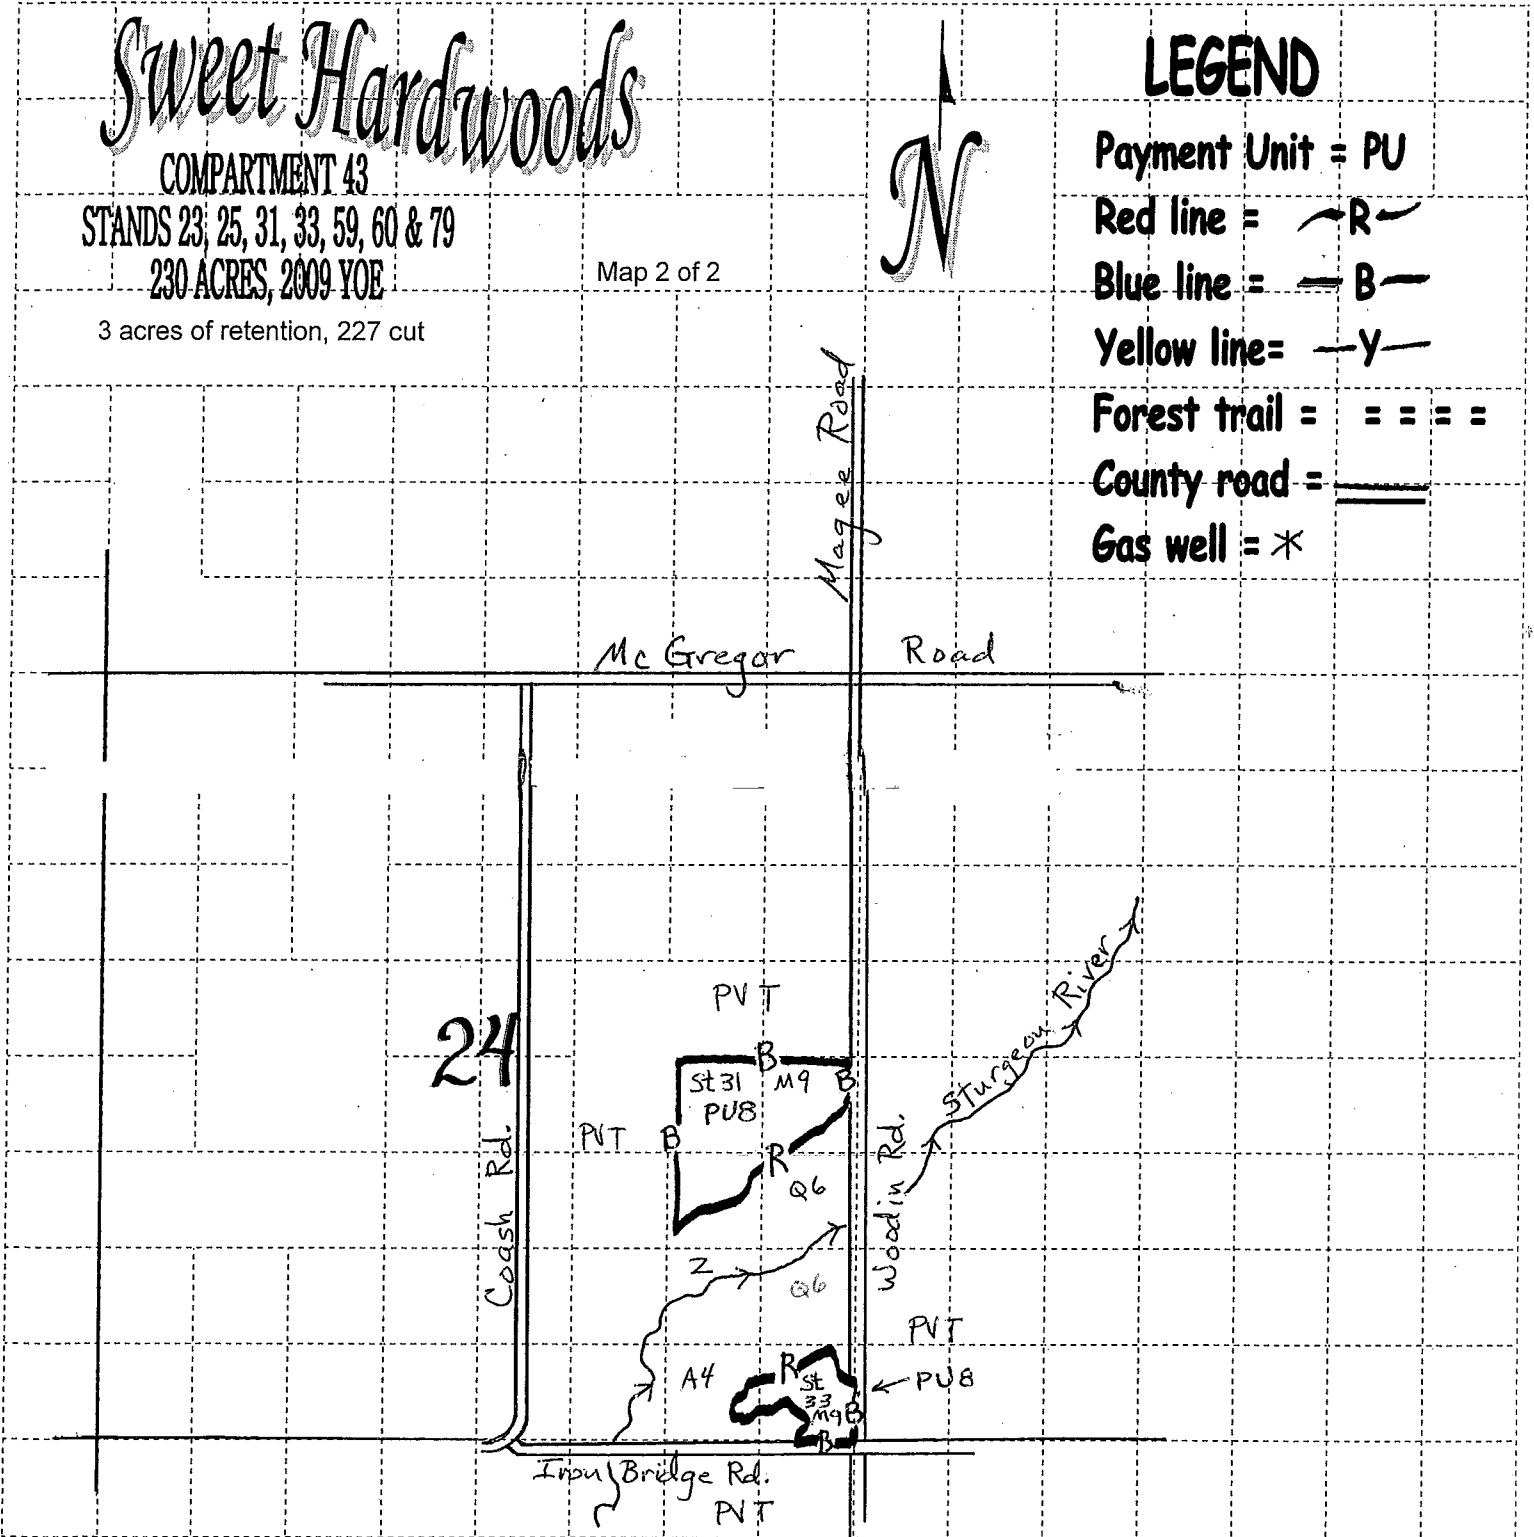 Sweet Hardwoods
COMPARTMENT 43
STANDS 23, 25, 31, 33, 59, 60 & 79
230 ACRES, 2009 YOE
3 acres of retention, 227 cut
Map 2 of 2
N
LEGEND
Payment Unit = PU
Red line = R
Blue line = B
Yellow line= Y
Forest trail = = = = =
County road =
Gas well = *
Magee Road
McGregor Road
24
Coash Rd.
PVT
B
St 31 M9
B
PU8
PVT
B
R
Q6
Woodin Rd.
Sturgeon River
Z
Q6
PVT
A4
R
St
33
M9
B
B
PU8
Iron Bridge Rd.
PVT